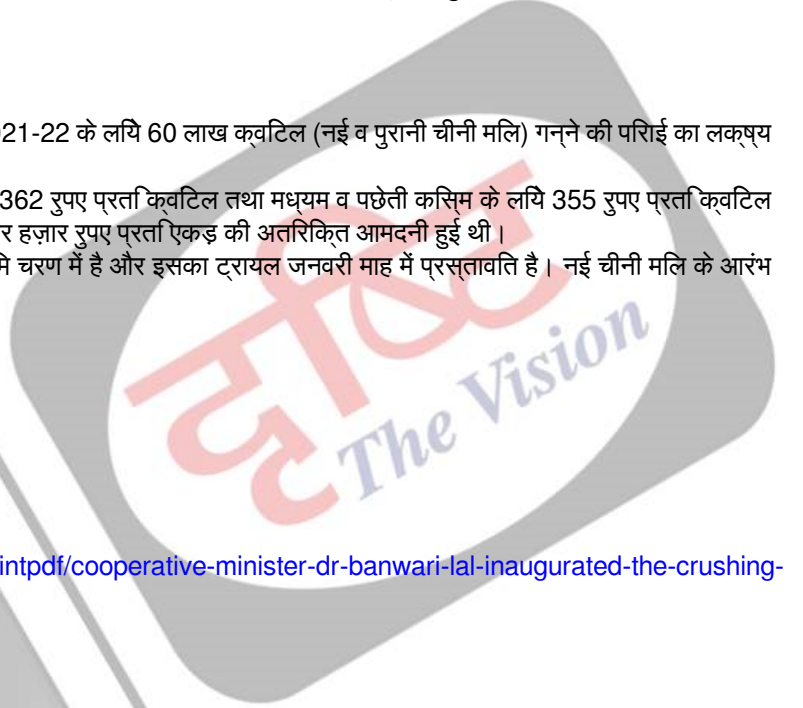 021-22 के लिये 60 लाख क्विंटल (नई व पुरानी चीनी मिल) गन्ने की पिराई का लक्ष्य
362 रुपए प्रति क्विंटल तथा मध्यम व पछेती किस्म के लिये 355 रुपए प्रति क्विंटल
र हज़ार रुपए प्रति एकड़ की अतिरिक्त आमदनी हुई थी।
म चरण में है और इसका ट्रायल जनवरी माह में प्रस्तावित है। नई चीनी मिल के आरंभ
दृष्टि
The Vision
intpdf/cooperative-minister-dr-banwari-lal-inaugurated-the-crushing-